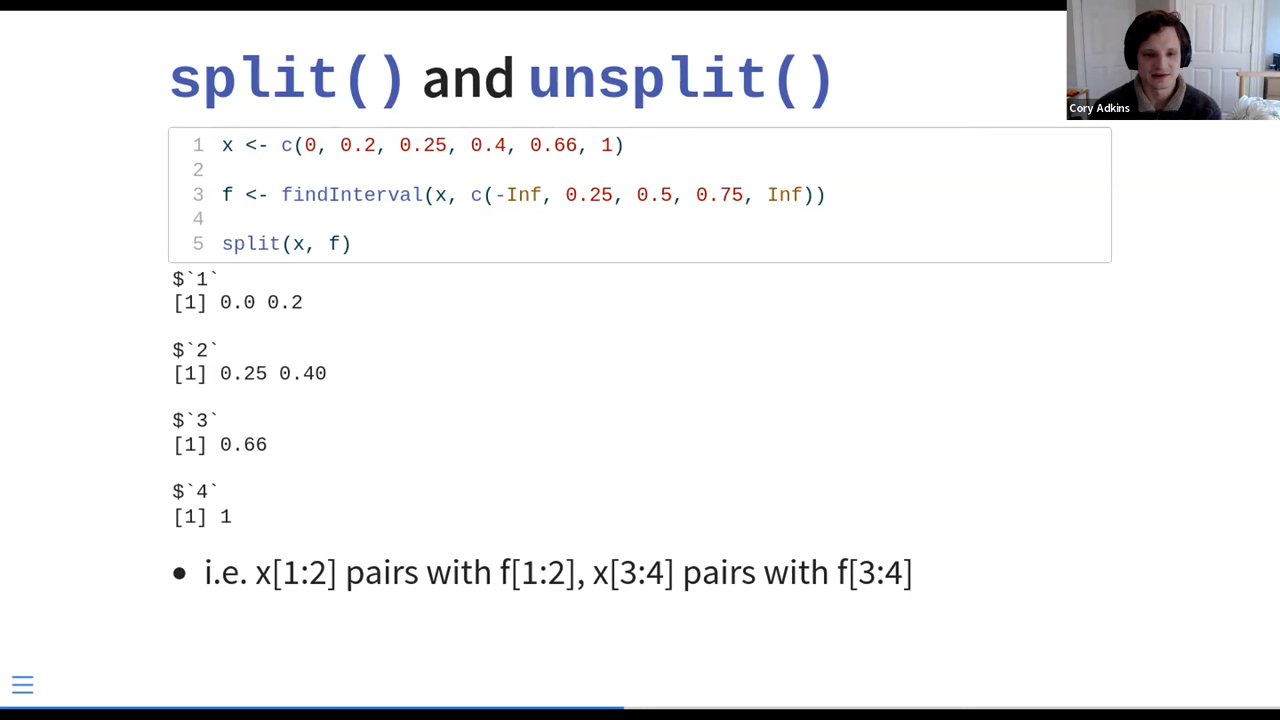 split() and unsplit()
Cory Adkins
1 x <- c(0, 0.2, 0.25, 0.4, 0.66, 1)
2
3 f <- findInterval(x, c(-Inf, 0.25, 0.5, 0.75, Inf))
4
5 split(x, f)
$`1`
[1] 0.0 0.2
$`2`
[1] 0.25 0.40
$`3`
[1] 0.66
$`4`
[1] 1
• i.e. x[1:2] pairs with f[1:2], x[3:4] pairs with f[3:4]